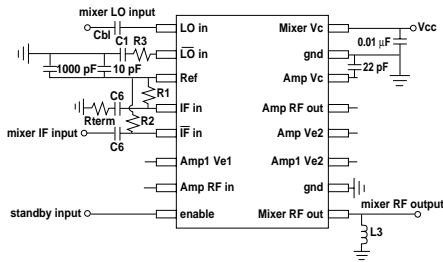 mixer LO input
Cbl
LO in
Mixer Vc
Vcc
C1 R3
LO in
gnd
0.01 μF
1000 pF
10 pF
Ref
Amp Vc
22 pF
R1
C6
IF in
Amp RF out
Rterm
R2
mixer IF input
IF in
Amp Ve2
C6
Amp1 Ve1
Amp1 Ve2
Amp RF in
gnd
mixer RF output
standby input
enable
Mixer RF out
L3